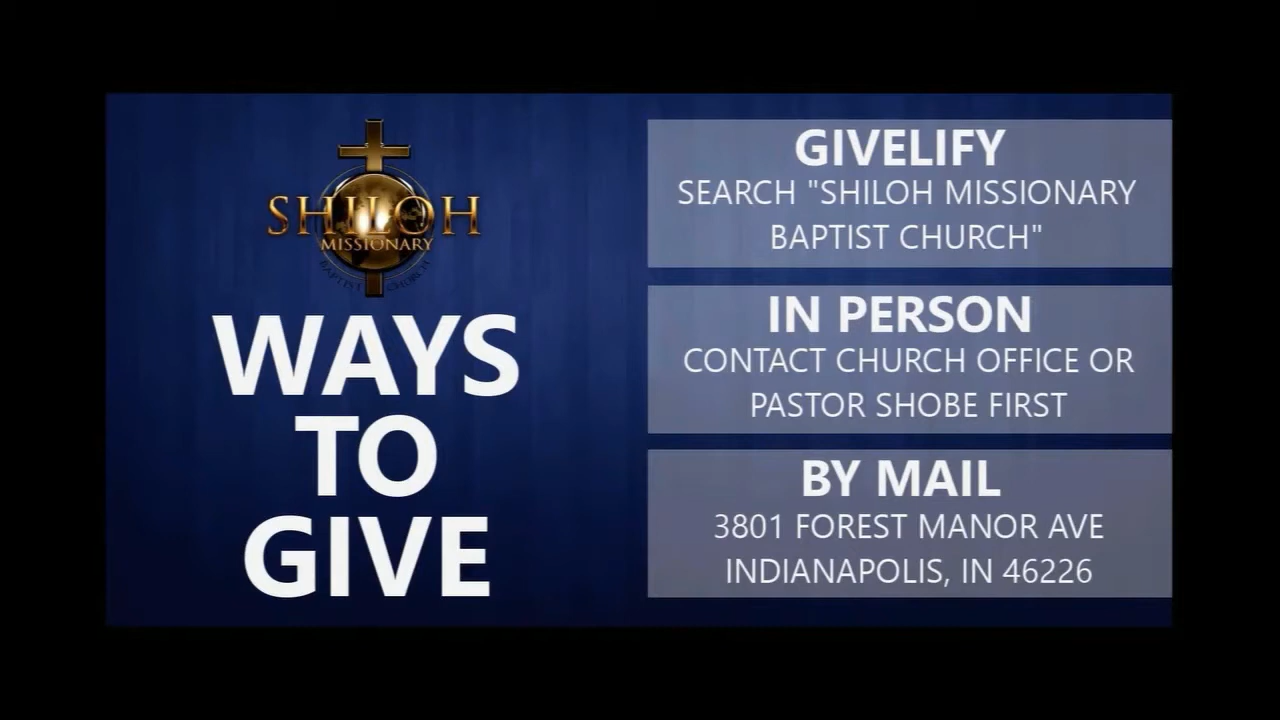 SHILOH
MISSIONARY
BAPTIST CHURCH
WAYS
TO
GIVE
GIVELIFY
SEARCH "SHILOH MISSIONARY
BAPTIST CHURCH"
IN PERSON
CONTACT CHURCH OFFICE OR
PASTOR SHOBE FIRST
BY MAIL
3801 FOREST MANOR AVE
INDIANAPOLIS, IN 46226